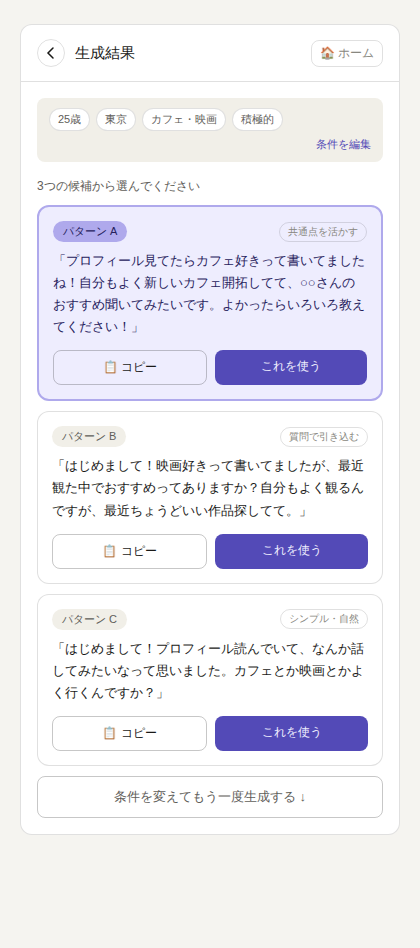 生成結果
🏠 ホーム
25歳 東京 カフェ・映画 積極的
条件を編集
3つの候補から選んでください
パターン A 共通点を活かす
「プロフィール見てたらカフェ好きって書いてました
ね！自分もよく新しいカフェ開拓してて、○○さんの
おすすめ聞いてみたいです。よかったらいろいろ教え
てください！」
📋 コピー これを使う
パターン B 質問で引き込む
「はじめまして！映画好きって書いてましたが、最近
観た中でおすすめってありますか？自分もよく観るん
ですが、最近ちょうどいい作品探してて。」
📋 コピー これを使う
パターン C シンプル・自然
「はじめまして！プロフィール読んでいて、なんか話
してみたいなって思いました。カフェとか映画とかよ
く行くんですか？」
📋 コピー これを使う
条件を変えてもう一度生成する ↓